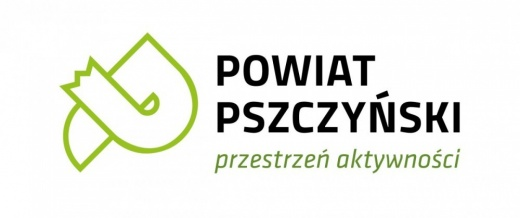 POWIAT
PSZCZYŃSKI
przestrzeń aktywności